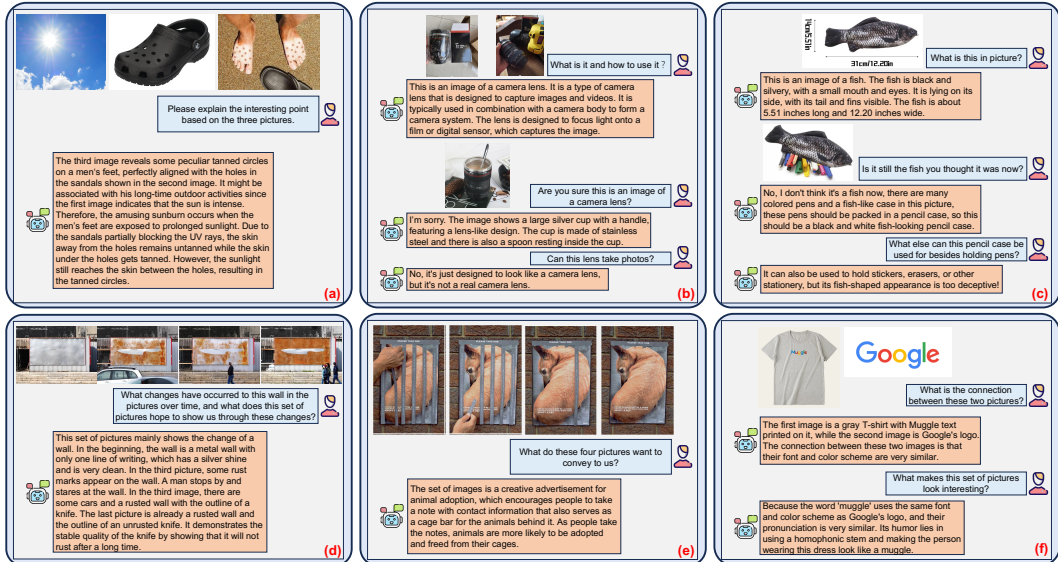 Please explain the interesting point
based on the three pictures.
The third image reveals some peculiar tanned circles
on a men's feet, perfectly aligned with the holes in
the sandals shown in the second image. It might be
associated with his long-time outdoor activities since
the first image indicates that the sun is intense.
Therefore, the amusing sunburn occurs when the
men's feet are exposed to prolonged sunlight. Due to
the sandals partially blocking the UV rays, the skin
away from the holes remains untanned while the skin
under the holes gets tanned. However, the sunlight
still reaches the skin between the holes, resulting in
the tanned circles.
(a)
What is it and how to use it ?
This is an image of a camera lens. It is a type of camera
lens that is designed to capture images and videos. It is
typically used in combination with a camera body to form a
camera system. The lens is designed to focus light onto a
film or digital sensor, which captures the image.
Are you sure this is an image of
a camera lens?
I'm sorry. The image shows a large silver cup with a handle,
featuring a lens-like design. The cup is made of stainless
steel and there is also a spoon resting inside the cup.
Can this lens take photos?
No, it's just designed to look like a camera lens,
but it's not a real camera lens.
(b)
14cm/5.51in
31cm/12.20in
What is this in picture?
This is an image of a fish. The fish is black and
silvery, with a small mouth and eyes. It is lying on its
side, with its tail and fins visible. The fish is about
5.51 inches long and 12.20 inches wide.
Is it still the fish you thought it was now?
No, I don't think it's a fish now, there are many
colored pens and a fish-like case in this picture,
these pens should be packed in a pencil case, so this
should be a black and white fish-looking pencil case.
What else can this pencil case be
used for besides holding pens?
It can also be used to hold stickers, erasers, or other
stationery, but its fish-shaped appearance is too deceptive!
(c)
What changes have occurred to this wall in the
pictures over time, and what does this set of
pictures hope to show us through these changes?
This set of pictures mainly shows the change of a
wall. In the beginning, the wall is a metal wall with
only one line of writing, which has a silver shine
and is very clean. In the third picture, some rust
marks appear on the wall. A man stops by and
stares at the wall. In the third image, there are
some cars and a rusted wall with the outline of a
knife. The last picture is already a rusted wall and
the outline of an unrusted knife. It demonstrates the
stable quality of the knife by showing that it will not
rust after a long time.
(d)
What do these four pictures want to
convey to us?
The set of images is a creative advertisement for
animal adoption, which encourages people to take
a note with contact information that also serves as
a cage bar for the animals behind it. As people take
the notes, animals are more likely to be adopted
and freed from their cages.
(e)
Muggle
Google
What is the connection
between these two pictures?
The first image is a gray T-shirt with Muggle text
printed on it, while the second image is Google's logo.
The connection between these two images is that
their font and color scheme are very similar.
What makes this set of pictures
look interesting?
Because the word 'muggle' uses the same font
and color scheme as Google's logo, and their
pronunciation is very similar. Its humor lies in
using a homophonic stem and making the person
wearing this dress look like a muggle.
(f)